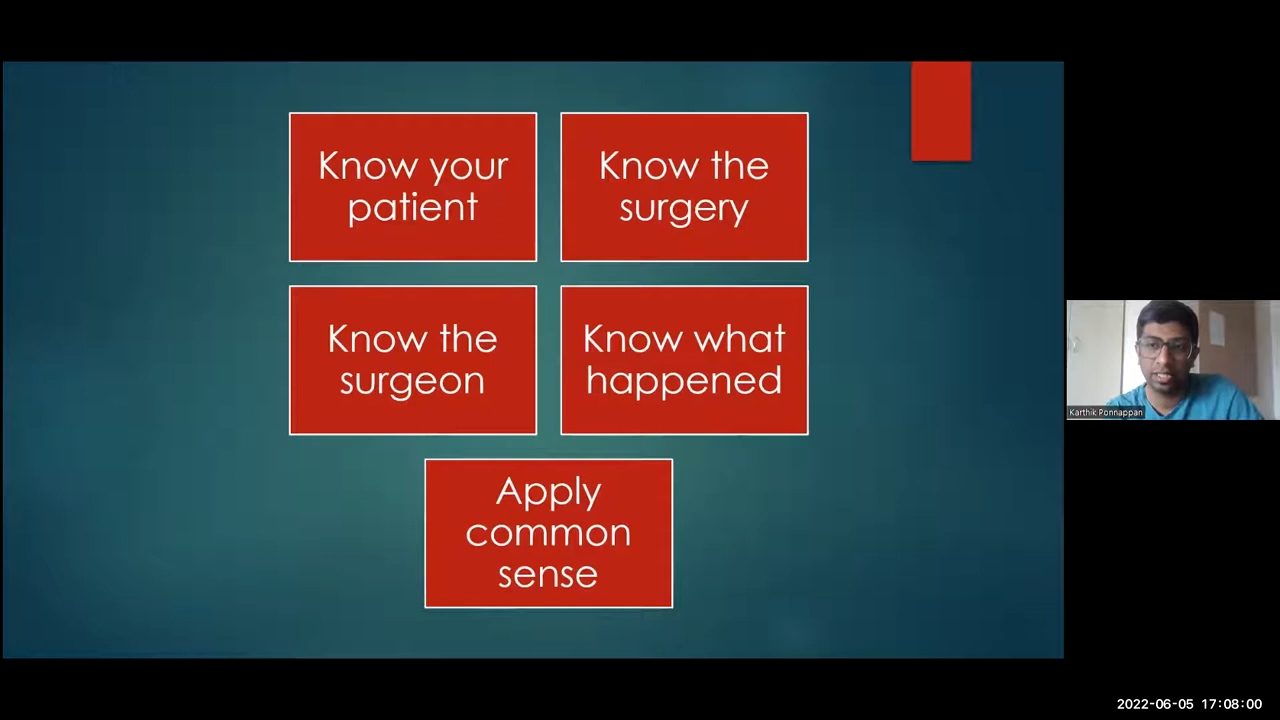 Know your
patient
Know the
surgery
Know the
surgeon
Know what
happened
Apply
common
sense
Karthik Ponnappan
2022-06-05 17:08:00